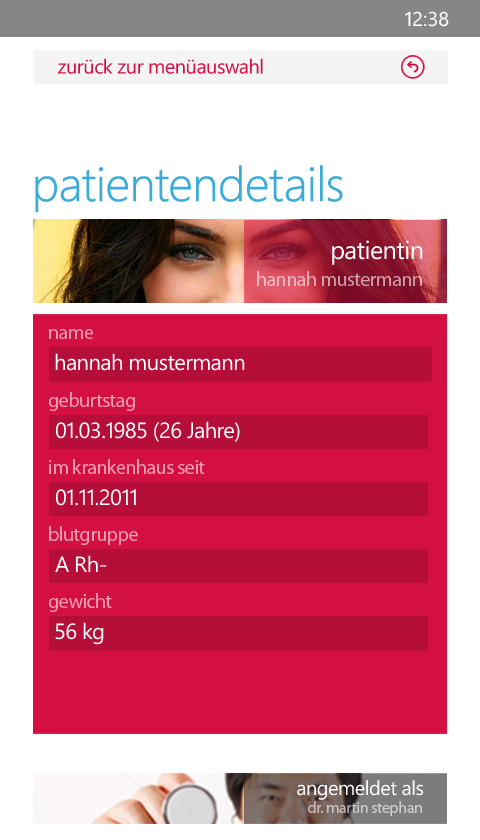 12:38
zurück zur menüauswahl
patientendetails
patientin
hannah mustermann
name
hannah mustermann
geburtstag
01.03.1985 (26 Jahre)
im krankenhaus seit
01.11.2011
blutgruppe
A Rh-
gewicht
56 kg
angemeldet als
dr. martin stephan